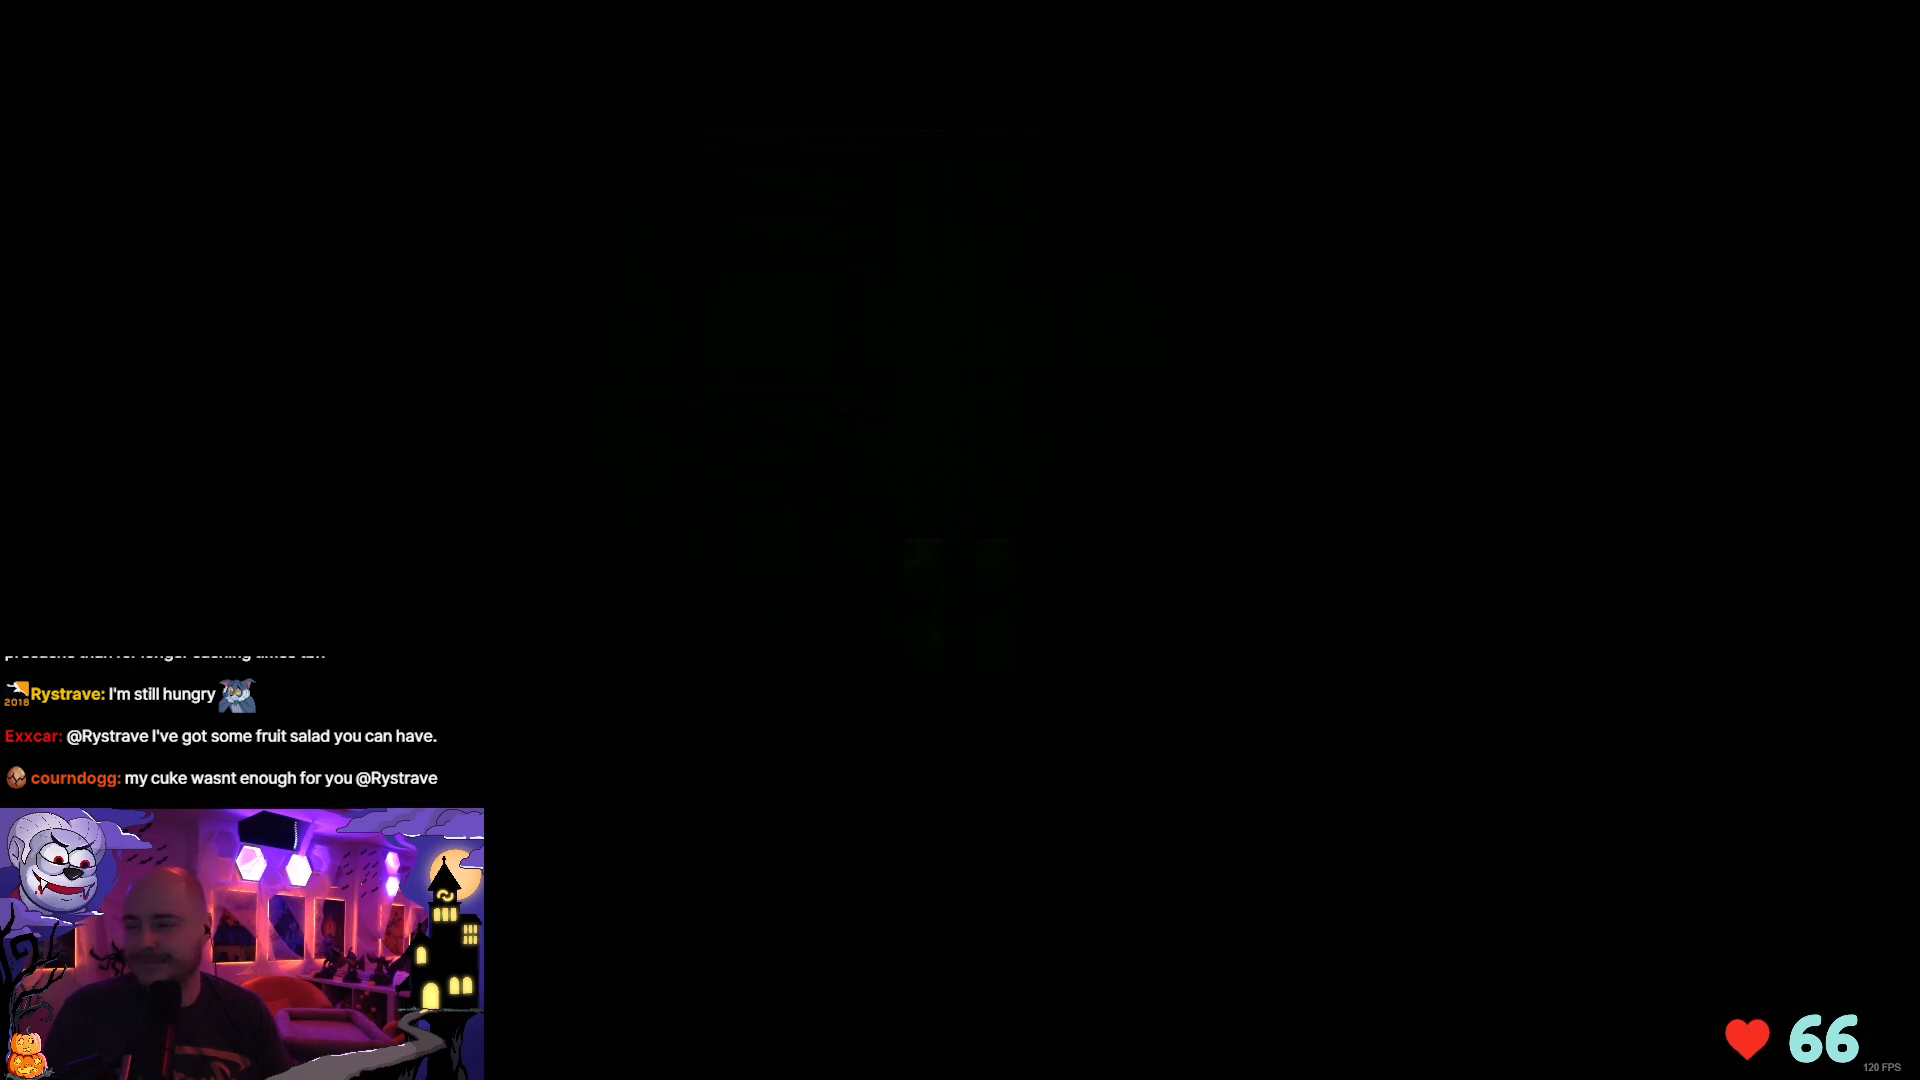 2018 Rystrave: I'm still hungry
Exxcar: @Rystrave I've got some fruit salad you can have.
courndogg: my cuke wasnt enough for you @Rystrave
66
120 FPS